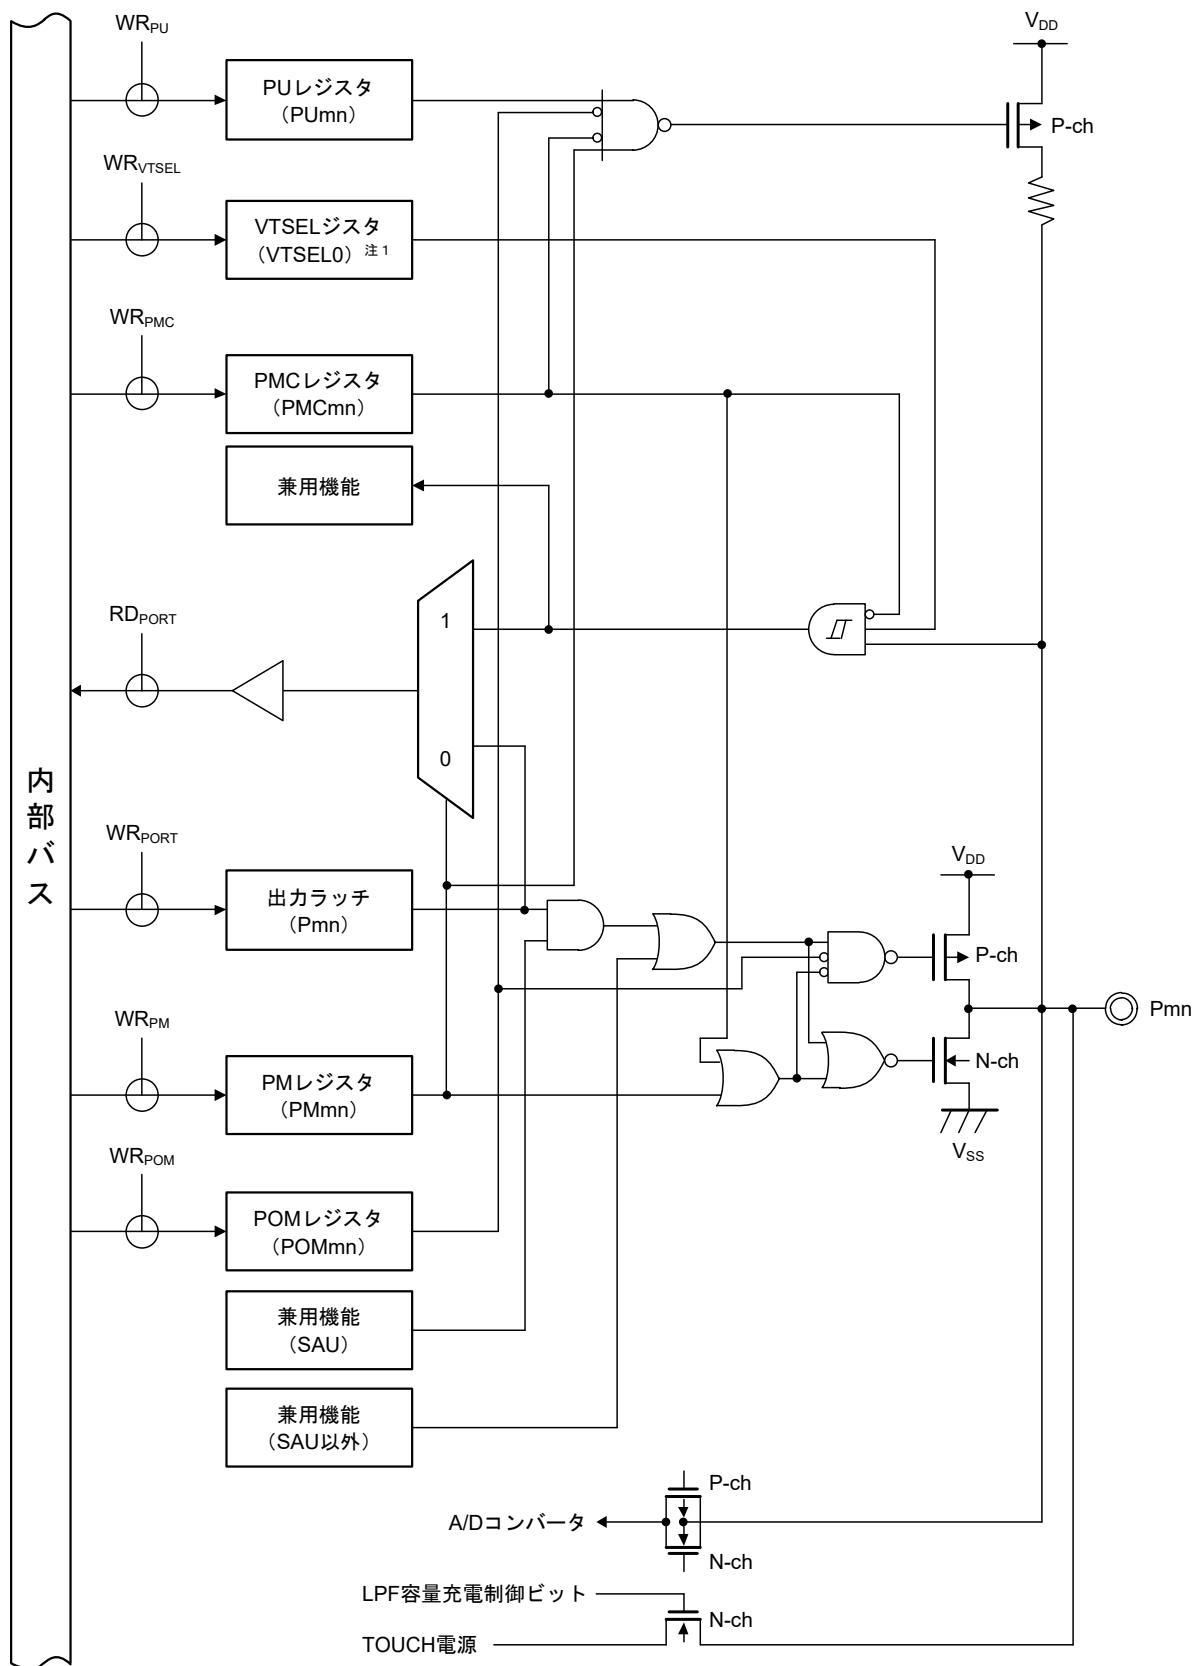 WRPU
VDD
PUレジスタ
（PUmn）
P-ch
WRVTSEL
VTSELジスタ
（VTSEL0）注1
WRPMC
PMCレジスタ
（PMCmn）
兼用機能
1
RDPORT
0
内部バス
WRPORT
VDD
出力ラッチ
（Pmn）
P-ch
Pmn
WRPM
N-ch
PMレジスタ
（PMmn）
VSS
WRPOM
POMレジスタ
（POMmn）
兼用機能
（SAU）
兼用機能
（SAU以外）
P-ch
A/Dコンバータ
N-ch
LPF容量充電制御ビット
N-ch
TOUCH電源